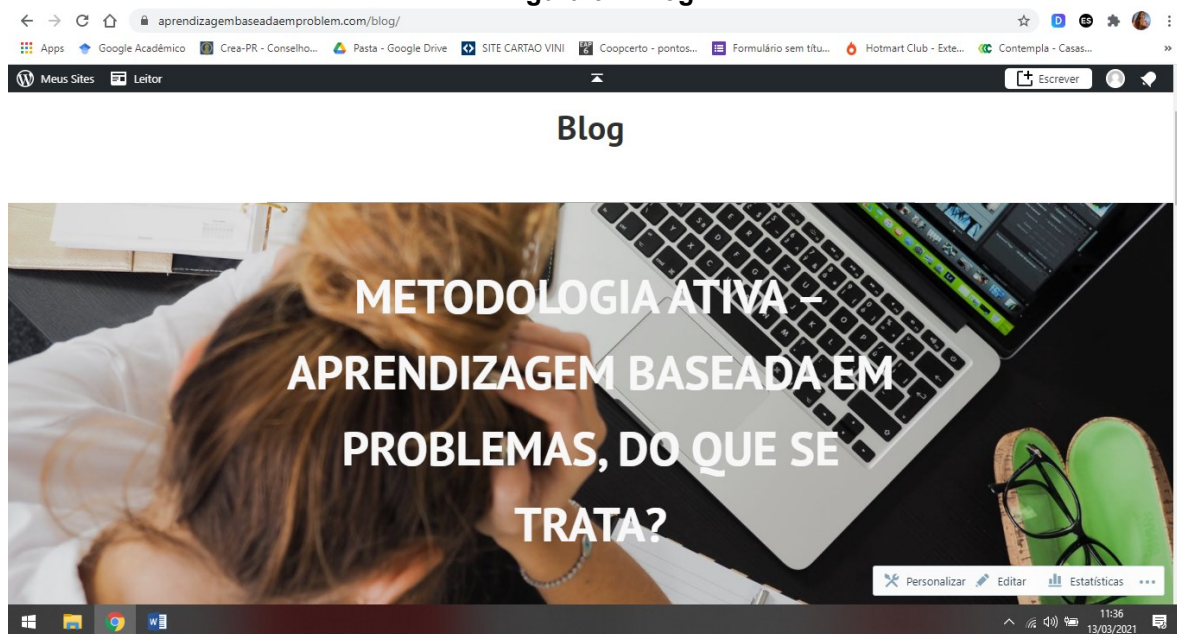 aprendizagembaseadaemproblem.com/blog/
Apps Google Acadêmico Crea-PR - Conselho... Pasta - Google Drive SITE CARTAO VINI Coopcerto - pontos... Formulário sem títu... Hotmart Club - Exte... Contempla - Casas... »
Meus Sites Leitor Escrever
Blog
METODOLOGIA ATIVA –
APRENDIZAGEM BASEADA EM
PROBLEMAS, DO QUE SE
TRATA?
Personalizar Editar Estatísticas
11:36
13/03/2021